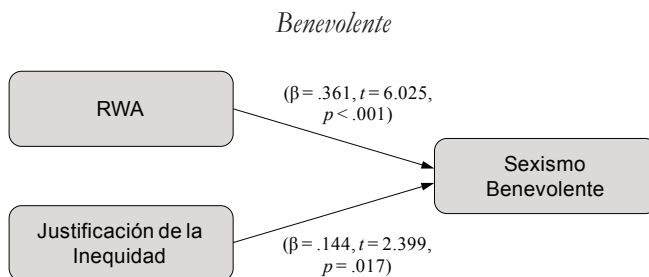 Benevolente
(β = .361, t = 6.025,
p < .001)
RWA
Sexismo
Benevolente
Justificación de la
Inequidad
(β = .144, t = 2.399,
p = .017)